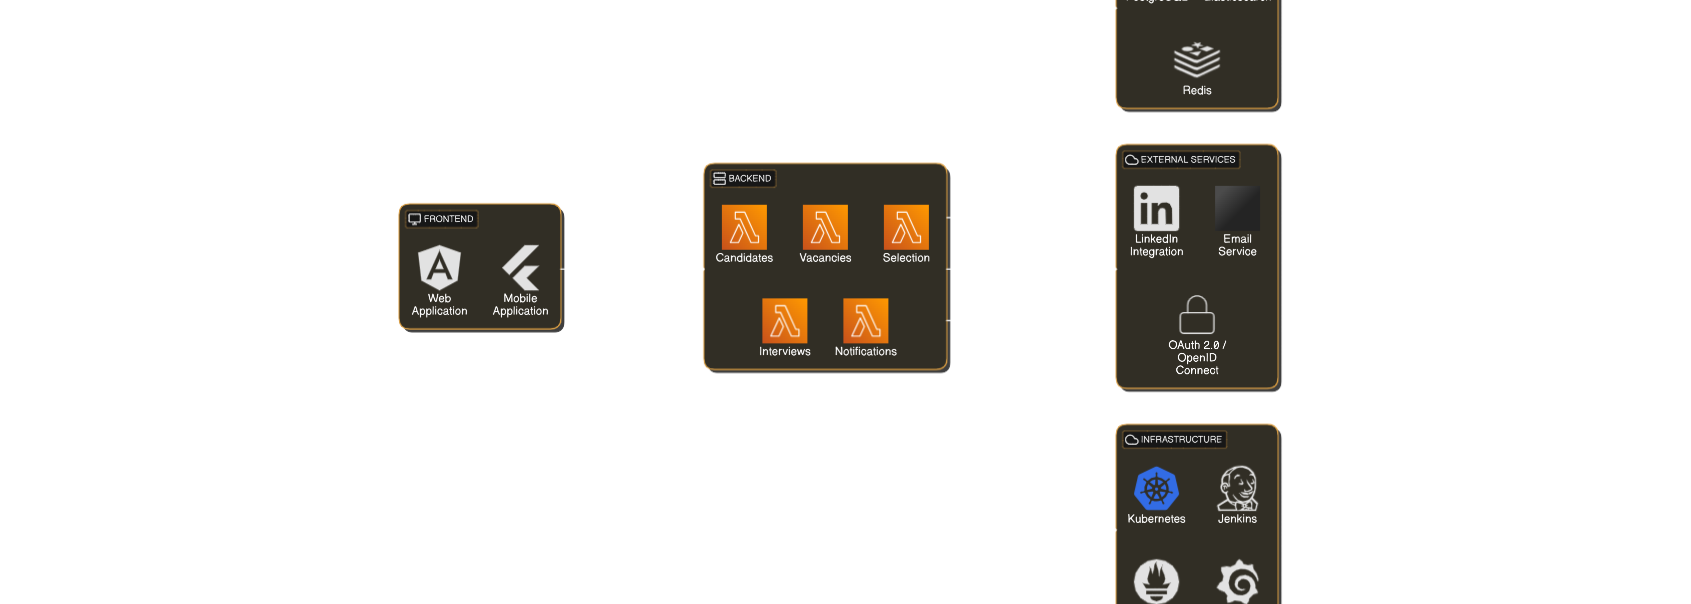 Redis
EXTERNAL SERVICES
in
LinkedIn
Integration
Email
Service
OAuth 2.0 /
OpenID
Connect
BACKEND
Candidates
Vacancies
Selection
Interviews
Notifications
FRONTEND
Web
Application
Mobile
Application
INFRASTRUCTURE
Kubernetes
Jenkins